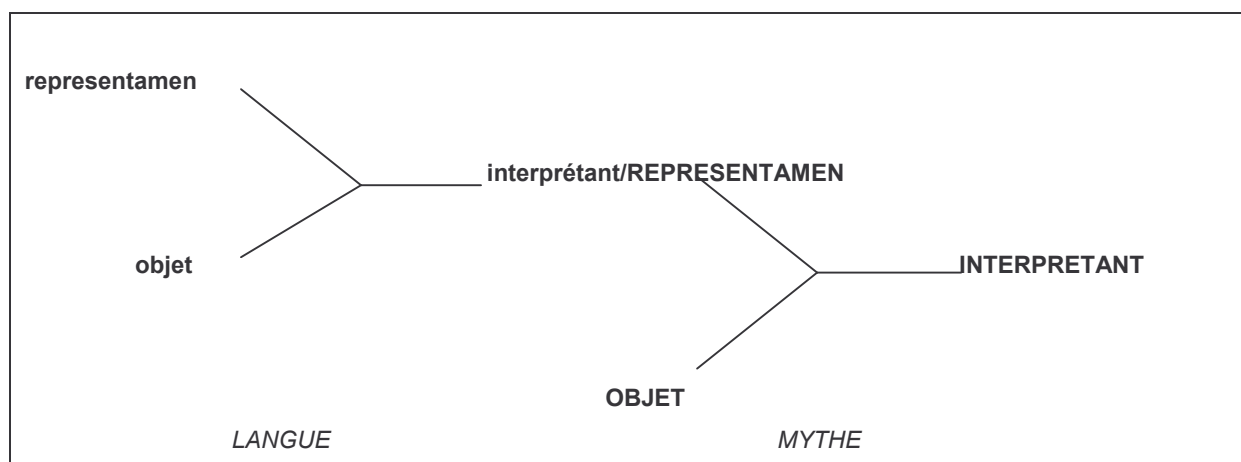 representamen
interprétant/REPRESENTAMEN
objet
INTERPRETANT
OBJET
LANGUE
MYTHE